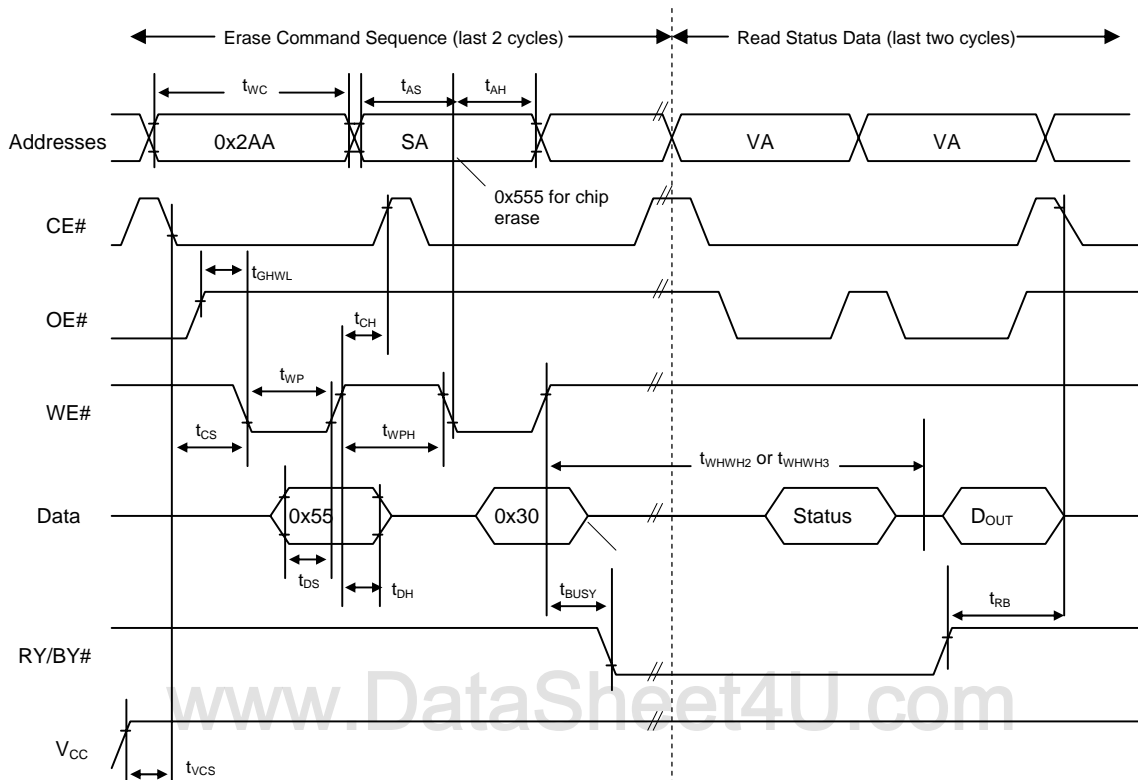 Erase Command Sequence (last 2 cycles)
Read Status Data (last two cycles)
tWC
tAS
tAH
Addresses
0x2AA
SA
VA
VA
0x555 for chip
erase
CE#
tGHWL
OE#
tCH
tWP
WE#
tCS
tWPH
tWHWH2 or tWHWH3
Data
0x55
0x30
Status
DOUT
tDS
tDH
tBUSY
tRB
RY/BY#
www.DataSheet4U.com
VCC
tVCS